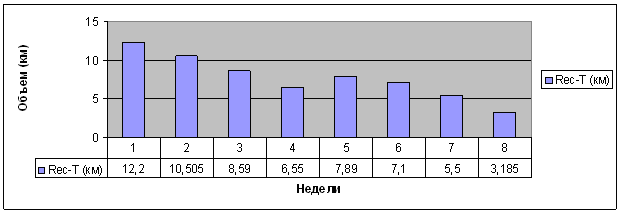 15
10
5
0
Объем (км)
Rec-T (км)
1 2 3 4 5 6 7 8
Rec-T (км) 12,2 10,505 8,59 6,55 7,89 7,1 5,5 3,185
Недели